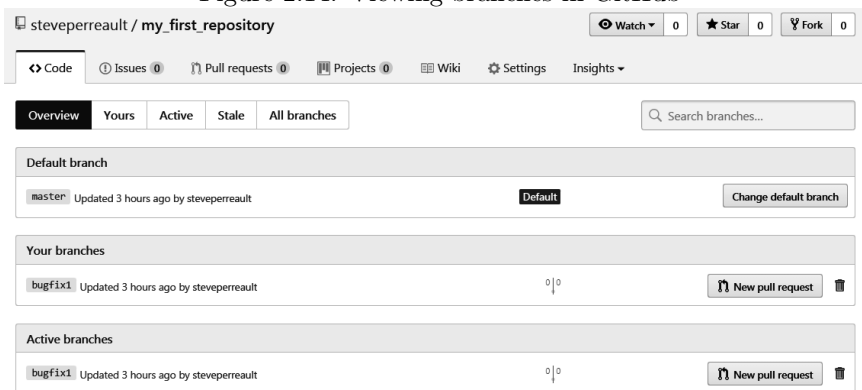 Figure 2.14: Viewing branches in GitHub
steveperreault / my_first_repository Watch 0 Star 0 Fork 0
Code Issues 0 Pull requests 0 Projects 0 Wiki Settings Insights
Overview Yours Active Stale All branches Search branches...
Default branch
master Updated 3 hours ago by steveperreault Default Change default branch
Your branches
bugfix1 Updated 3 hours ago by steveperreault 0 0 New pull request
Active branches
bugfix1 Updated 3 hours ago by steveperreault 0 0 New pull request